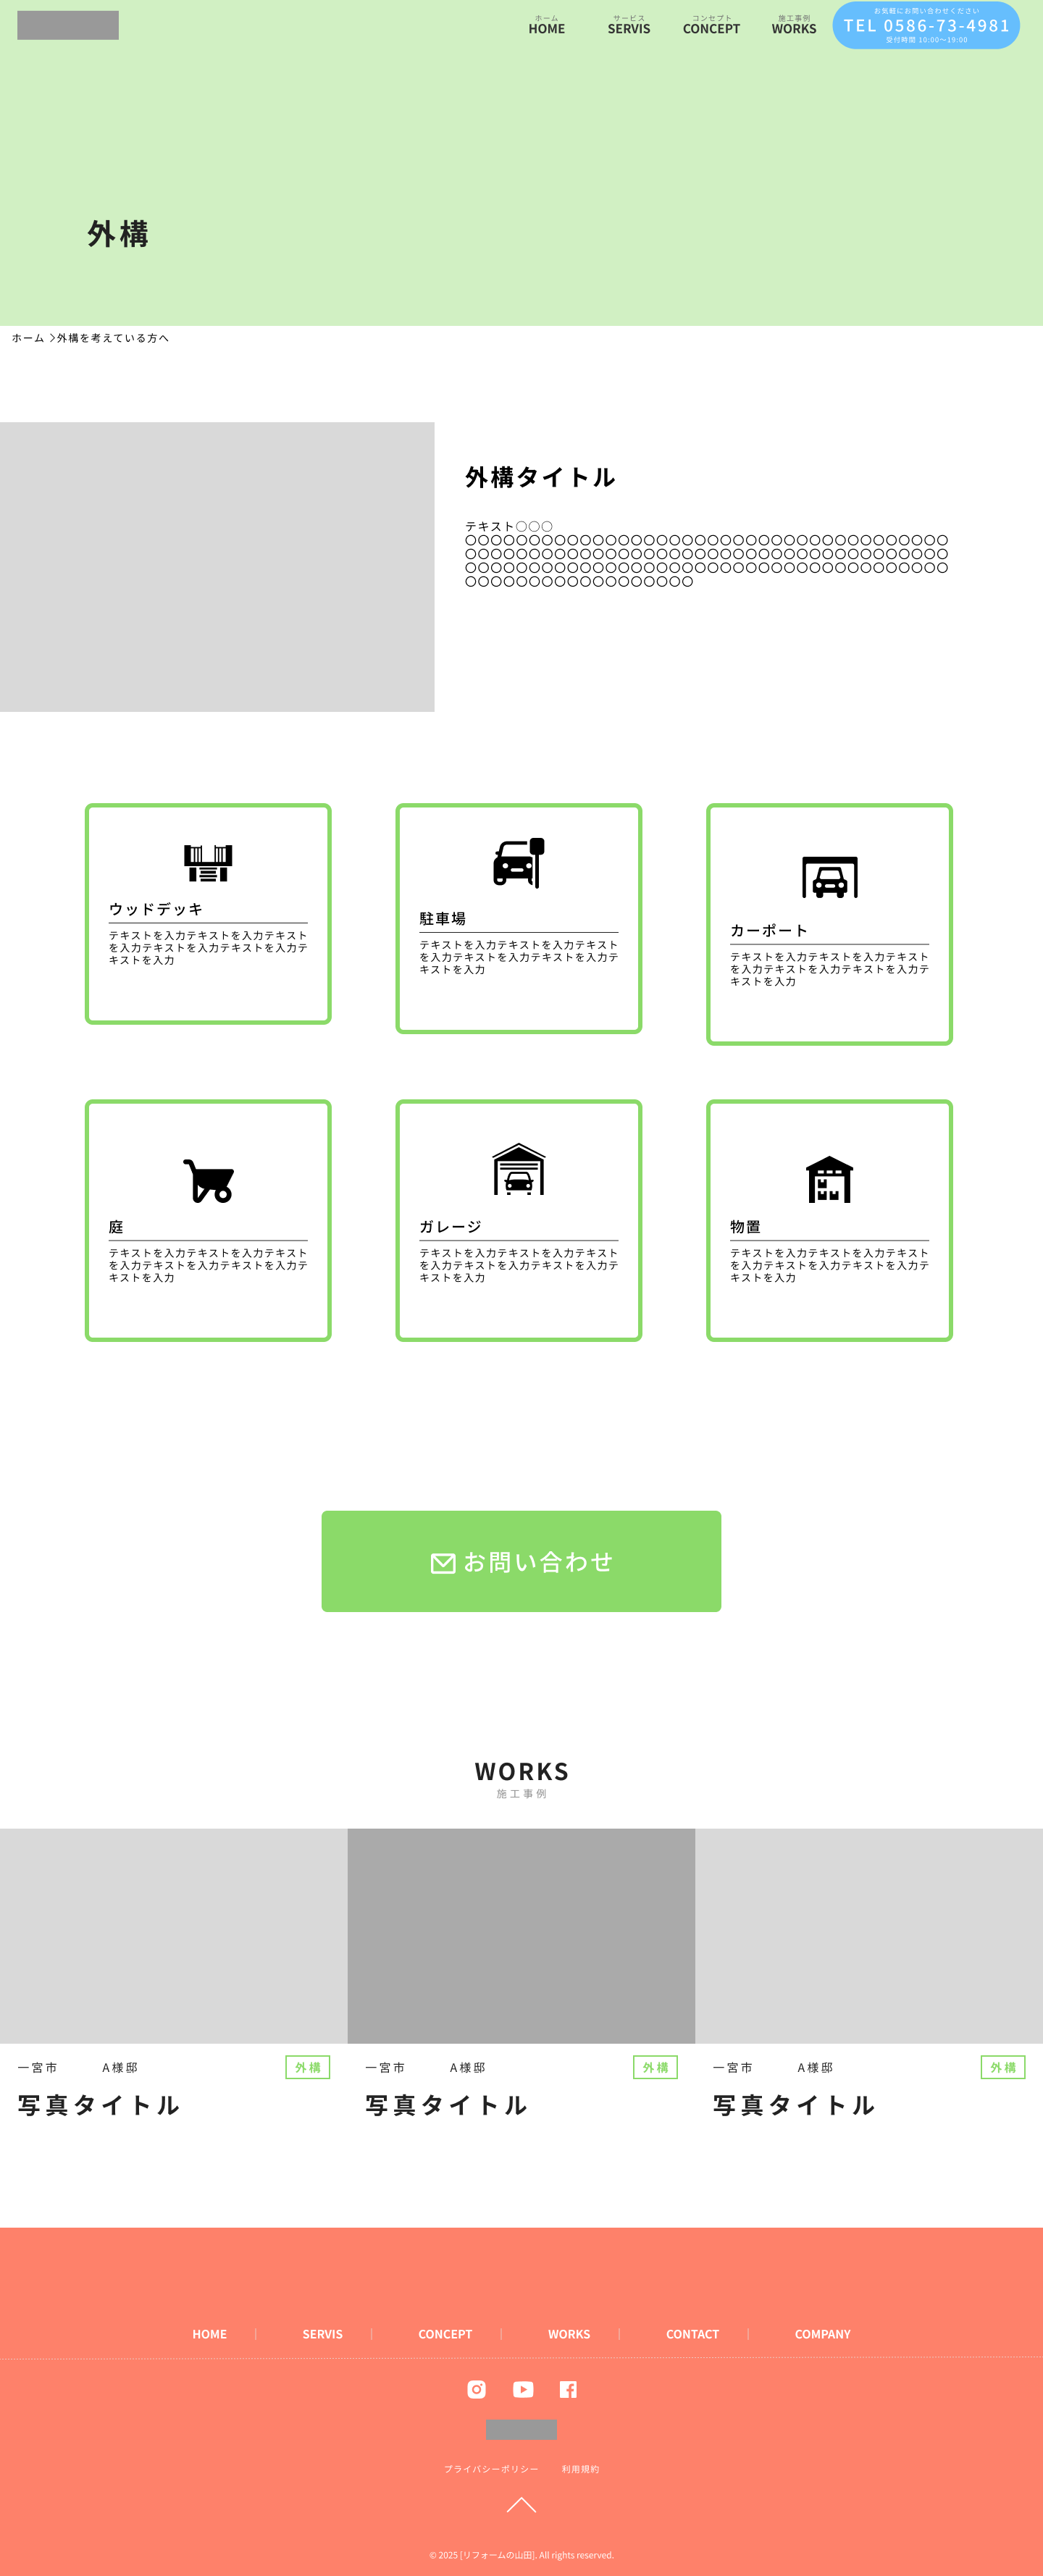 ホーム
HOME
サービス
SERVIS
コンセプト
CONCEPT
施工事例
WORKS
お気軽にお問い合わせください
TEL 0586-73-4981
受付時間 10:00〜19:00
外構
ホーム >外構を考えている方へ
外構タイトル
テキスト〇〇〇
〇〇〇〇〇〇〇〇〇〇〇〇〇〇〇〇〇〇〇〇〇〇〇〇〇〇〇〇〇〇〇〇〇〇〇〇〇〇
〇〇〇〇〇〇〇〇〇〇〇〇〇〇〇〇〇〇〇〇〇〇〇〇〇〇〇〇〇〇〇〇〇〇〇〇〇〇
〇〇〇〇〇〇〇〇〇〇〇〇〇〇〇〇〇〇〇〇〇〇〇〇〇〇〇〇〇〇〇〇〇〇〇〇〇〇
〇〇〇〇〇〇〇〇〇〇〇〇〇〇〇〇〇〇
ウッドデッキ
テキストを入力テキストを入力テキスト
を入力テキストを入力テキストを入力テ
キストを入力
駐車場
テキストを入力テキストを入力テキスト
を入力テキストを入力テキストを入力テ
キストを入力
カーポート
テキストを入力テキストを入力テキスト
を入力テキストを入力テキストを入力テ
キストを入力
庭
テキストを入力テキストを入力テキスト
を入力テキストを入力テキストを入力テ
キストを入力
ガレージ
テキストを入力テキストを入力テキスト
を入力テキストを入力テキストを入力テ
キストを入力
物置
テキストを入力テキストを入力テキスト
を入力テキストを入力テキストを入力テ
キストを入力
お問い合わせ
WORKS
施工事例
一宮市 A様邸 外構
写真タイトル
一宮市 A様邸 外構
写真タイトル
一宮市 A様邸 外構
写真タイトル
HOME SERVIS CONCEPT WORKS CONTACT COMPANY
プライバシーポリシー 利用規約
© 2025 [リフォームの山田]. All rights reserved.